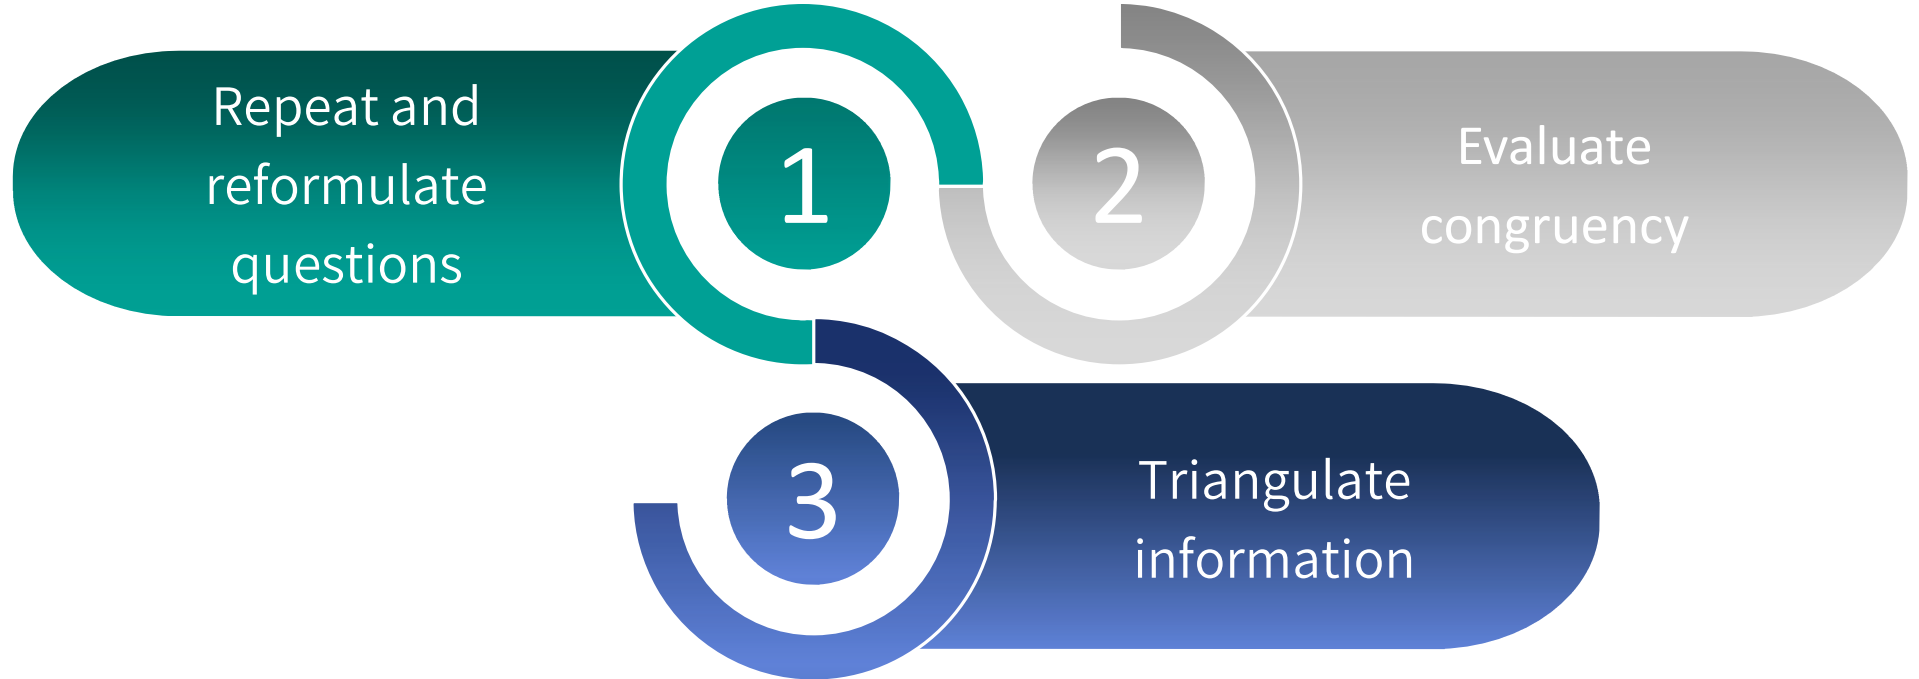 Repeat and
reformulate
questions
1
2
Evaluate
congruency
3
Triangulate
information